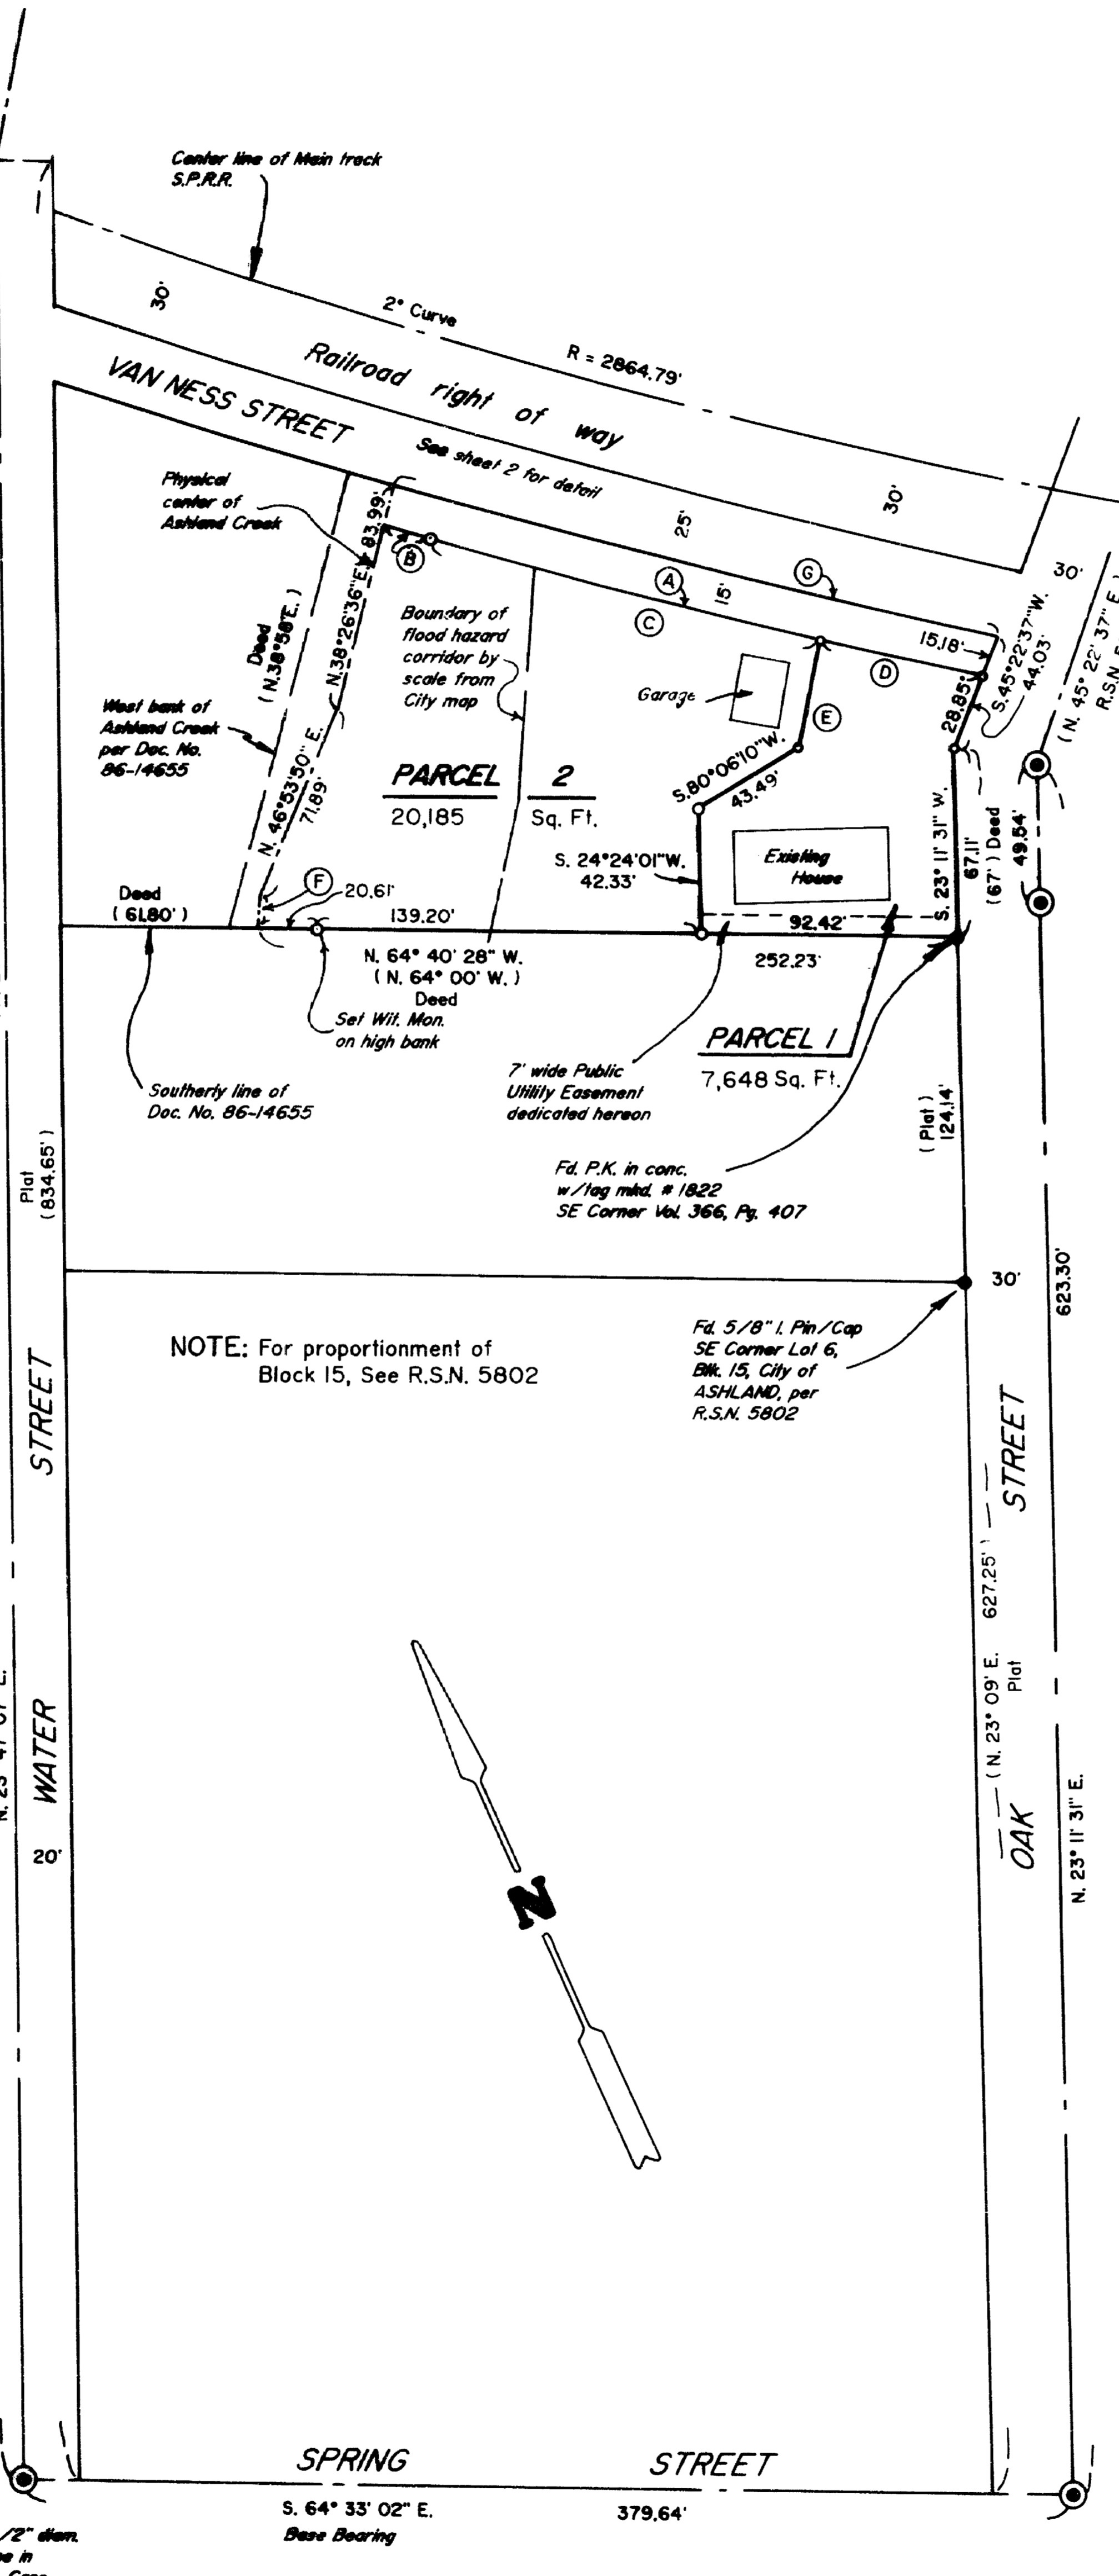 Center line of Main track
S.P.R.R.
30'
2° Curve
R = 2864.79'
Railroad right of way
VAN NESS STREET
See sheet 2 for detail
30'
25'
15'
30'
Physical
center of
Ashland Creek
83.99'
N.38°26'36"E.
B
A
G
C
D
E
15.18'
28.85'
S.45°22'37"W.
44.03'
(N. 45° 22' 37" E.)
R.S.N.
Deed
(N.38°58'E.)
Boundary of
flood hazard
corridor by
scale from
City map
Garage
West bank of
Ashland Creek
per Doc. No.
86-14655
N. 46°53'50" E.
71.89'
PARCEL 2
20,185 Sq. Ft.
S.80°06'10"W.
43.49'
S. 24°24'01"W.
42.33'
Existing
House
S. 23° 11' 31" W.
67.11'
(67') Deed
49.54'
Deed
(61.80')
F
20.61'
139.20'
92.42'
252.23'
N. 64° 40' 28" W.
(N. 64° 00' W.)
Deed
Set Wit. Mon.
on high bank
PARCEL 1
7,648 Sq. Ft.
7' wide Public
Utility Easement
dedicated hereon
Southerly line of
Doc. No. 86-14655
(Plat)
124.14'
Fd. P.K. in conc.
w/tag mkd. # 1822
SE Corner Vol. 366, Pg. 407
Plat
(834.65')
30'
623.30'
NOTE: For proportionment of
Block 15, See R.S.N. 5802
Fd. 5/8" I. Pin/Cap
SE Corner Lot 6,
Blk. 15, City of
ASHLAND, per
R.S.N. 5802
WATER STREET
20'
OAK STREET
(N. 23° 09' E. 627.25')
Plat
N. 23° 11' 31" E.
N
SPRING STREET
S. 64° 33' 02" E. 379.64'
Base Bearing
/2" diam.
in